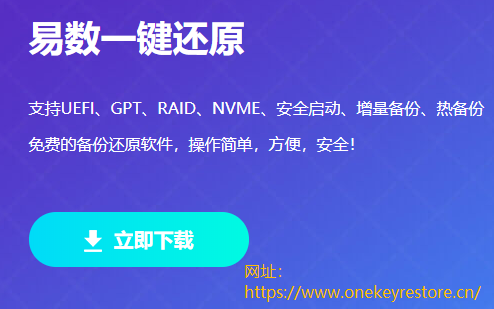 易数一键还原
支持UEFI、GPT、RAID、NVME、安全启动、增量备份、热备份
免费的备份还原软件，操作简单，方便，安全！
立即下载
网址：
https://www.onekeyrestore.cn/